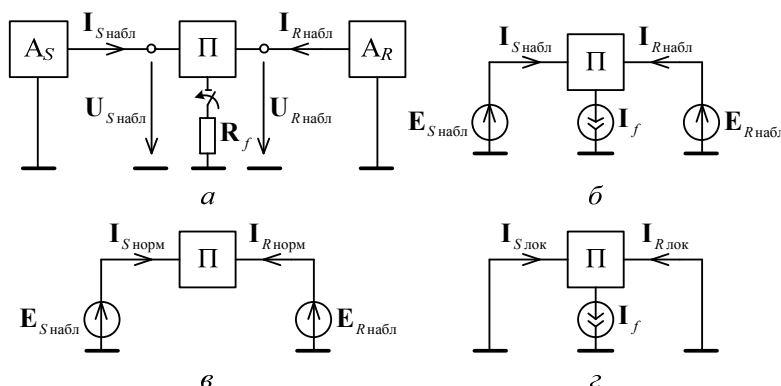 I_S набл I_R набл
A_S П A_R
U_S набл R_f U_R набл
а
I_S набл I_R набл
П
E_S набл I_f E_R набл
б
I_S норм I_R норм
П
E_S набл E_R набл
в
I_S лок I_R лок
П
I_f
г